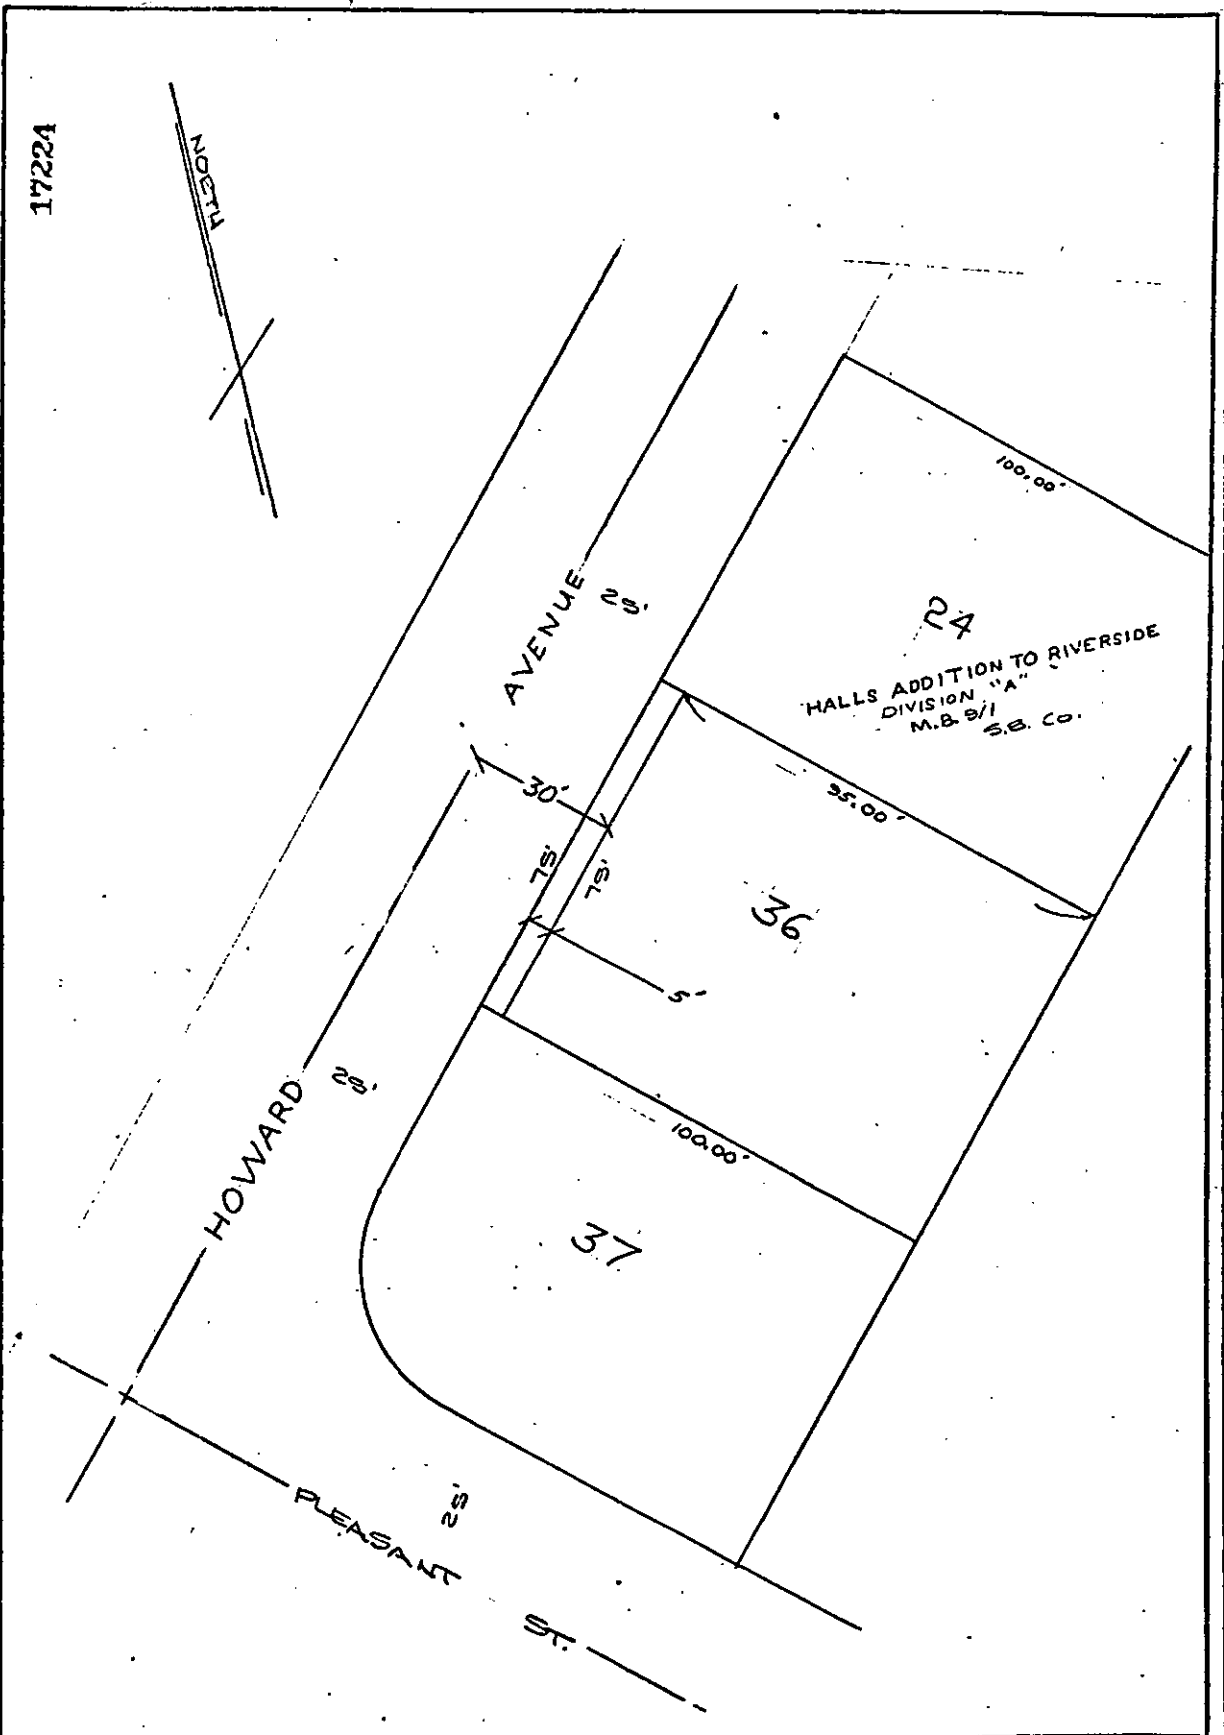 17224
NORTH
100.00'
24
HALLS ADDITION TO RIVERSIDE
DIVISION "A"
M.B. 9/1
S.B. Co.
AVENUE
25'
30'
95.00'
75'
75'
36
5'
HOWARD
25'
100.00'
37
PLEASANT ST.
25'